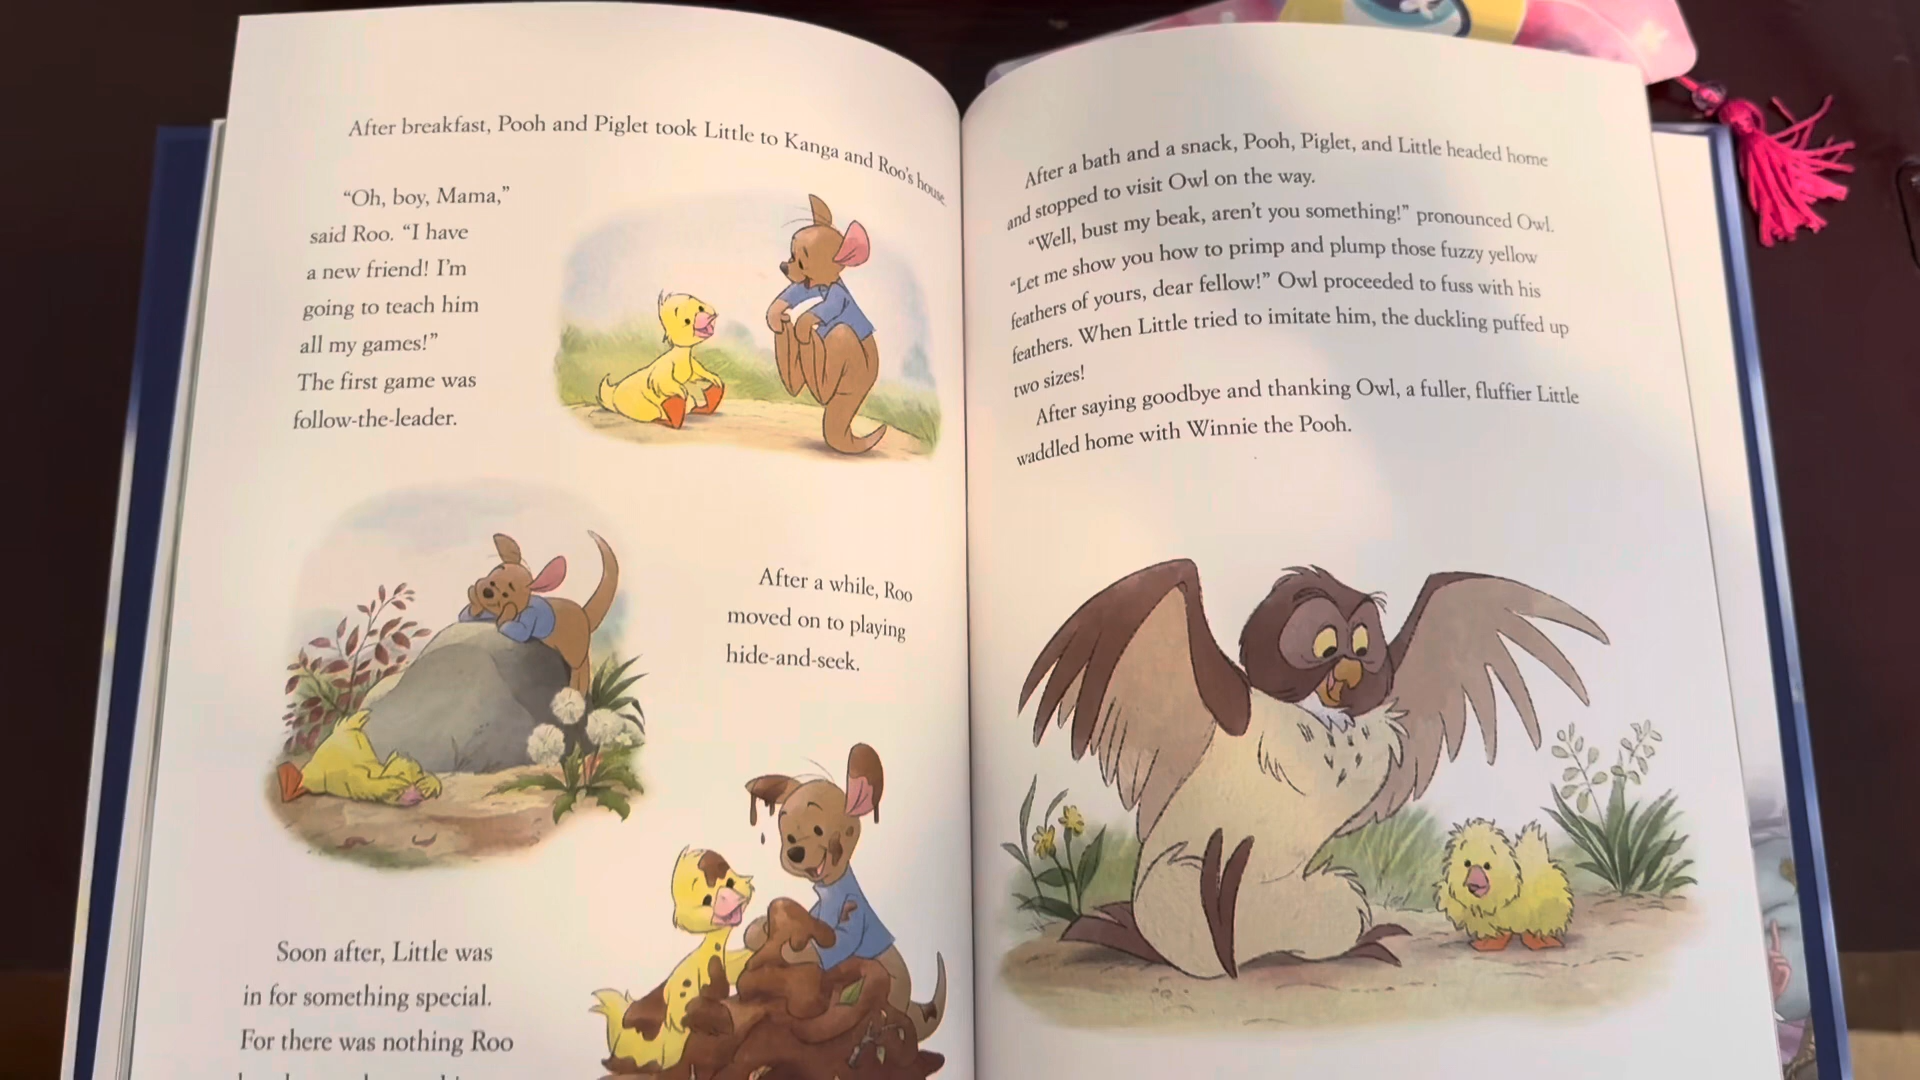 After breakfast, Pooh and Piglet took Little to Kanga and Roo's house.
“Oh, boy, Mama,”
said Roo. “I have
a new friend! I'm
going to teach him
all my games!”
The first game was
follow-the-leader.
After a while, Roo
moved on to playing
hide-and-seek.
Soon after, Little was
in for something special.
For there was nothing Roo
After a bath and a snack, Pooh, Piglet, and Little headed home
and stopped to visit Owl on the way.
“Well, bust my beak, aren't you something!” pronounced Owl.
“Let me show you how to primp and plump those fuzzy yellow
feathers of yours, dear fellow!” Owl proceeded to fuss with his
feathers. When Little tried to imitate him, the duckling puffed up
two sizes!
After saying goodbye and thanking Owl, a fuller, fluffier Little
waddled home with Winnie the Pooh.